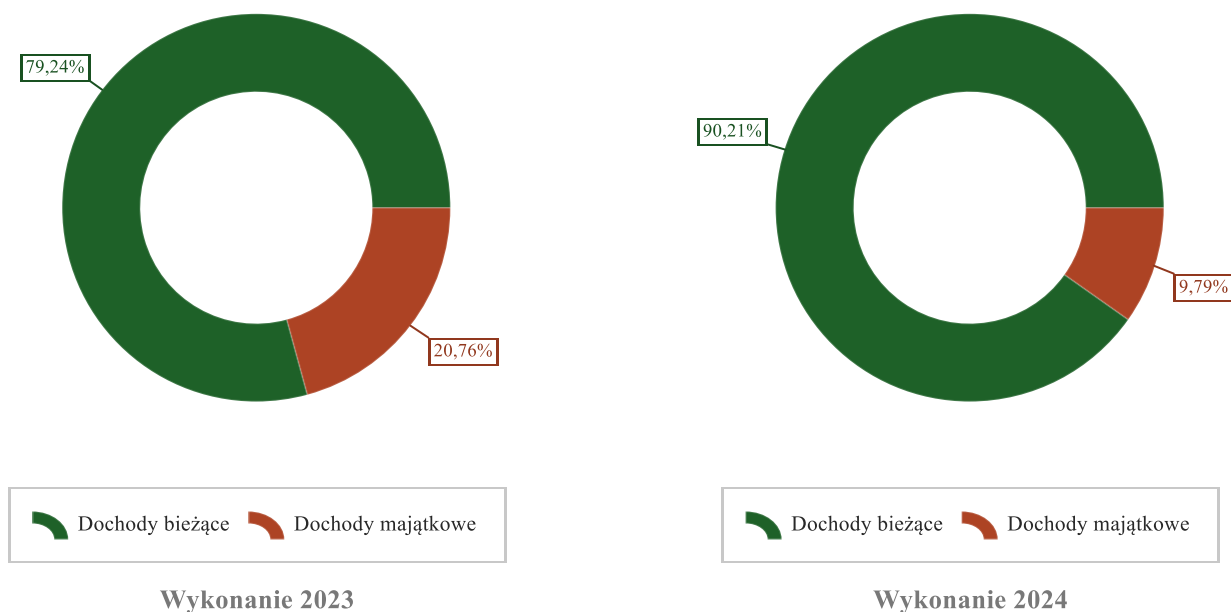 79,24%
20,76%
Dochody bieżące
Dochody majątkowe
Wykonanie 2023
90,21%
9,79%
Dochody bieżące
Dochody majątkowe
Wykonanie 2024